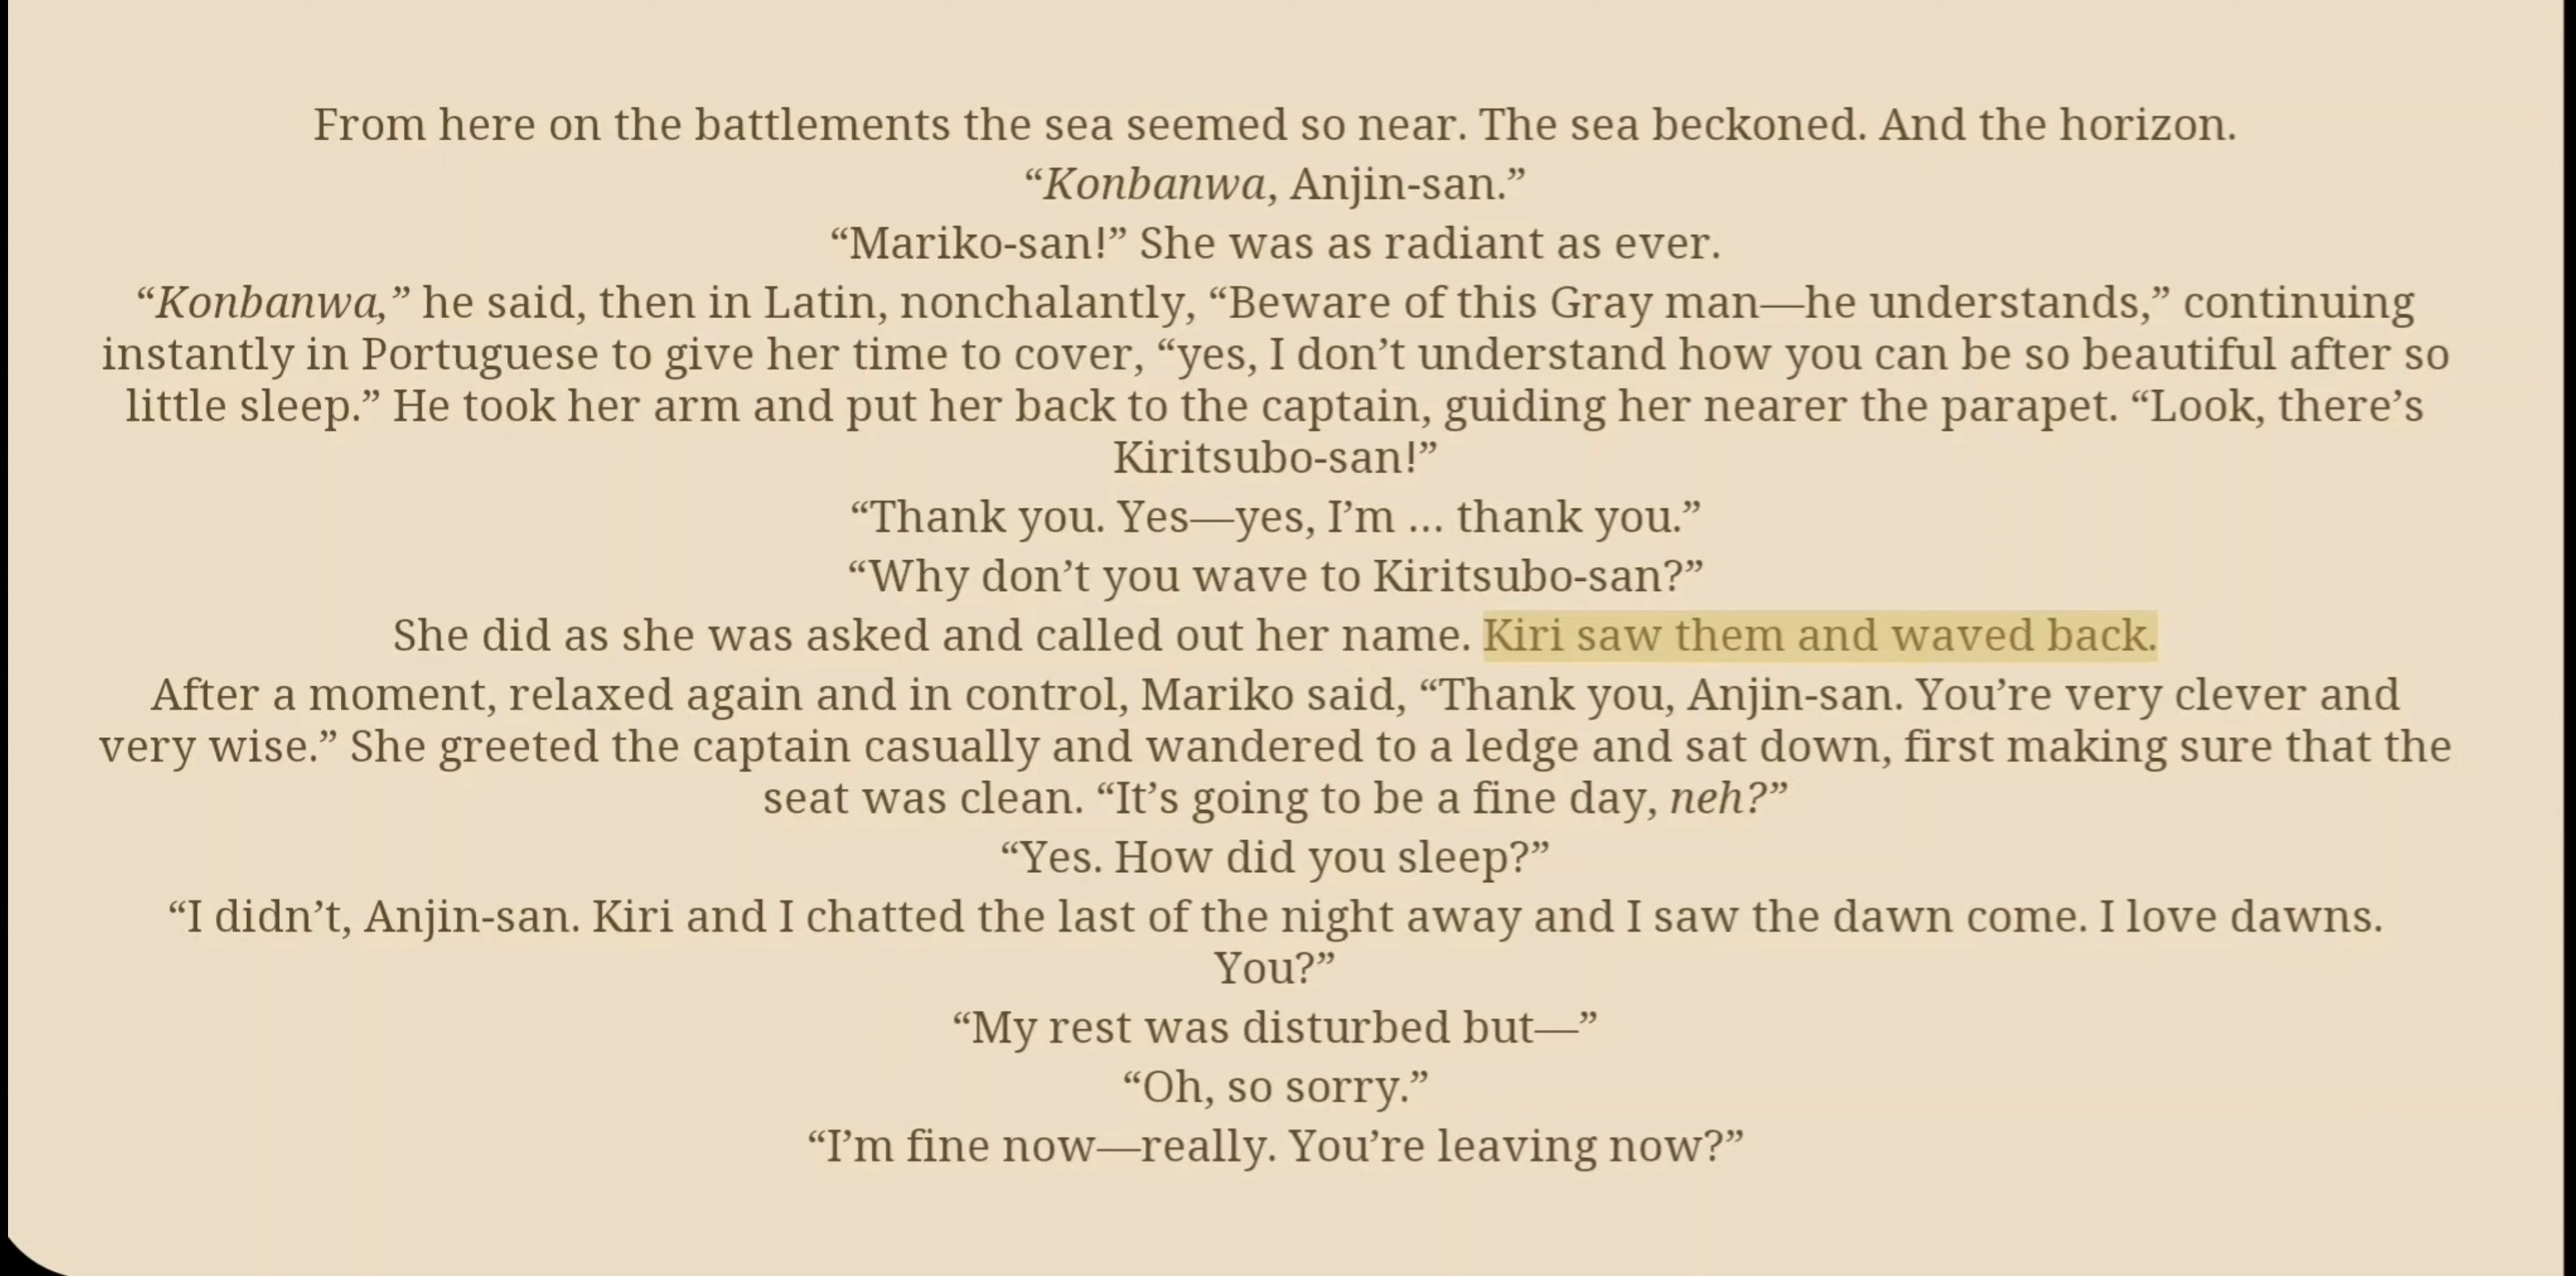 From here on the battlements the sea seemed so near. The sea beckoned. And the horizon.
“Konbanwa, Anjin-san.”
“Mariko-san!” She was as radiant as ever.
“Konbanwa,” he said, then in Latin, nonchalantly, “Beware of this Gray man—he understands,” continuing
instantly in Portuguese to give her time to cover, “yes, I don’t understand how you can be so beautiful after so
little sleep.” He took her arm and put her back to the captain, guiding her nearer the parapet. “Look, there’s
Kiritsubo-san!”
“Thank you. Yes—yes, I’m … thank you.”
“Why don’t you wave to Kiritsubo-san?”
She did as she was asked and called out her name. Kiri saw them and waved back.
After a moment, relaxed again and in control, Mariko said, “Thank you, Anjin-san. You’re very clever and
very wise.” She greeted the captain casually and wandered to a ledge and sat down, first making sure that the
seat was clean. “It’s going to be a fine day, neh?”
“Yes. How did you sleep?”
“I didn’t, Anjin-san. Kiri and I chatted the last of the night away and I saw the dawn come. I love dawns.
You?”
“My rest was disturbed but—”
“Oh, so sorry.”
“I’m fine now—really. You’re leaving now?”